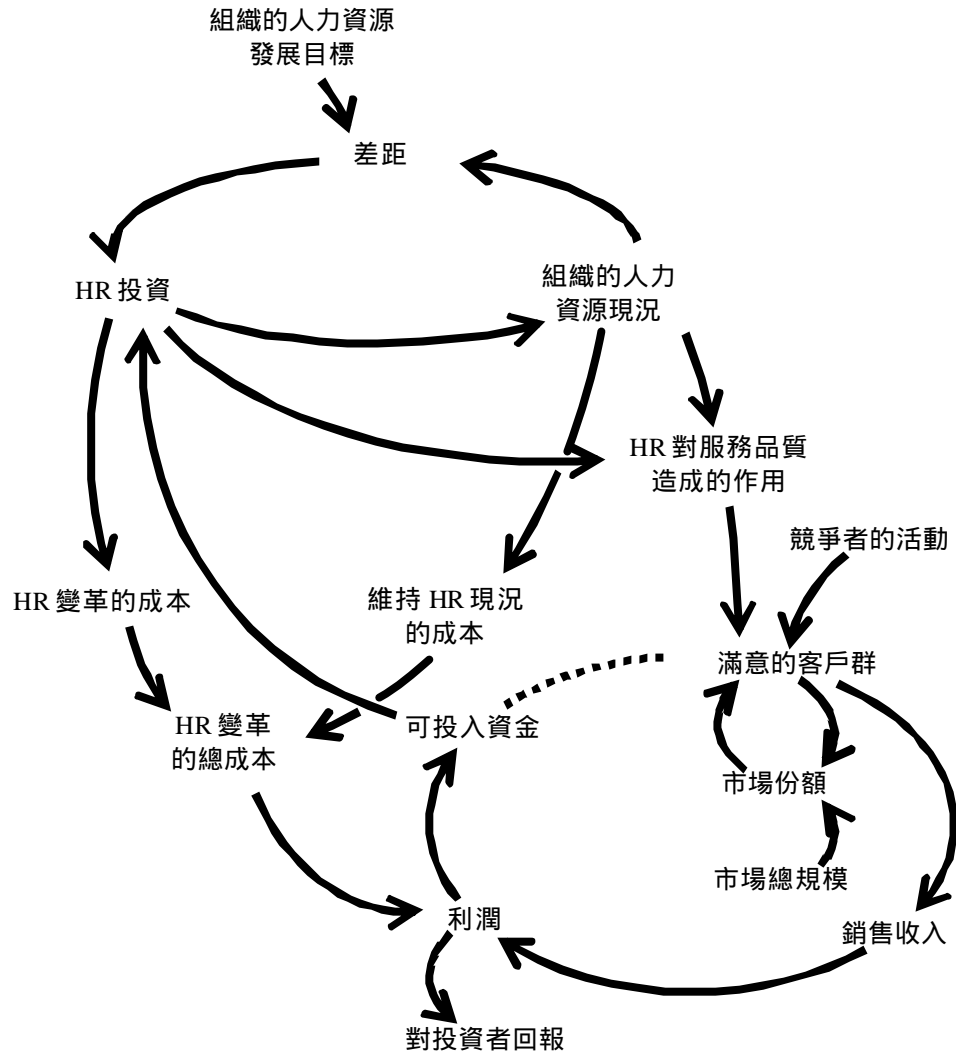 組織的人力資源
發展目標
差距
HR 投資
組織的人力
資源現況
HR 對服務品質
造成的作用
競爭者的活動
HR 變革的成本
維持 HR 現況
的成本
滿意的客戶群
HR 變革
的總成本
可投入資金
市場份額
市場總規模
利潤
銷售收入
對投資者回報